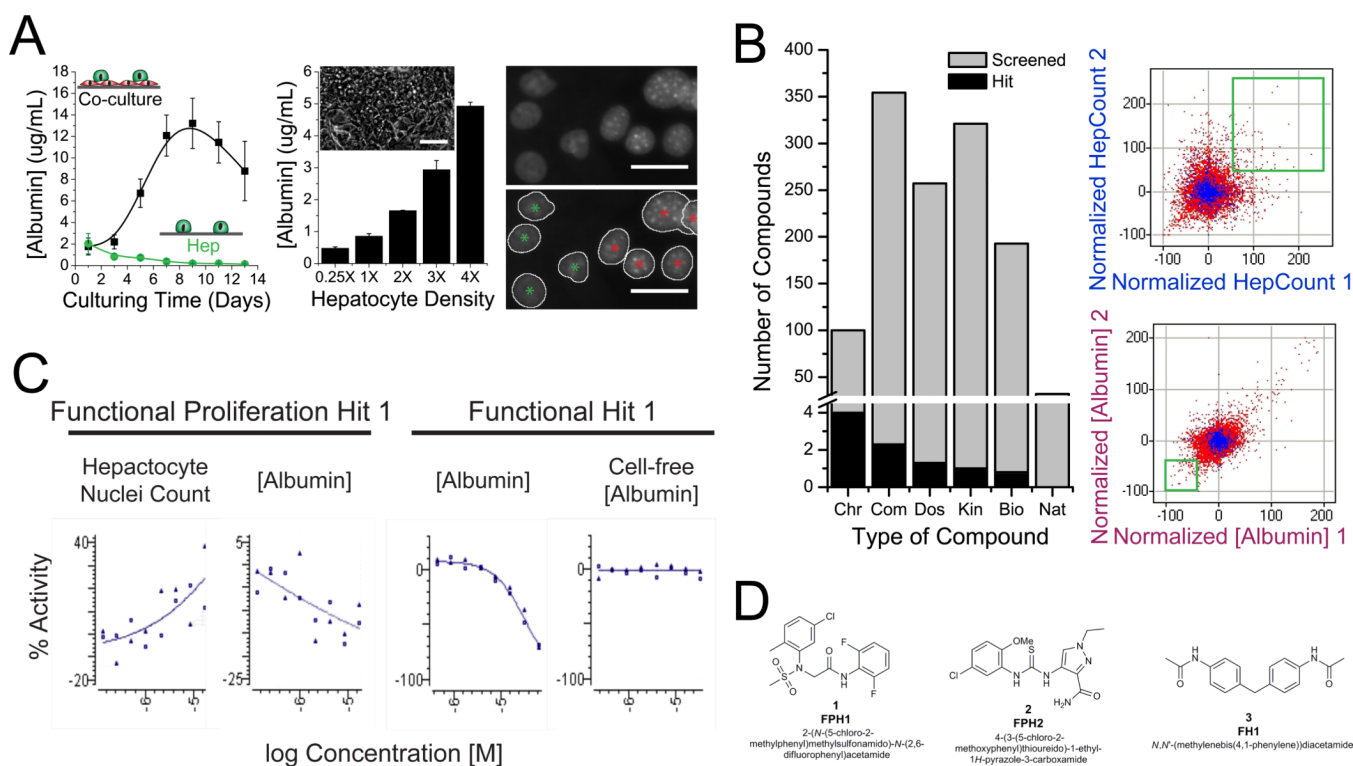 A
[Albumin] (ug/mL)
18
16
14
12
10
8
6
4
2
0
0 2 4 6 8 10 12 14
Culturing Time (Days)
Co-culture
Hep
[Albumin] (ug/mL)
6
5
4
3
2
1
0
0.25X 1X 2X 3X 4X
Hepatocyte Density
B
Number of Compounds
400
350
300
250
200
150
100
50
4
2
0
Screened
Hit
Chr Com Dos Kin Bio Nat
Type of Compound
Normalized HepCount 2
300
200
100
0
-100
-100 0 100 200
Normalized HepCount 1
Normalized [Albumin] 2
200
100
0
-100
-100 0 100 200
Normalized [Albumin] 1
C
Functional Proliferation Hit 1
Functional Hit 1
Hepactocyte
Nuclei Count
[Albumin]
[Albumin]
Cell-free
[Albumin]
% Activity
40
-20
-6 -5
5
-25
-6 -5
0
-100
-6 -5
0
-100
-6 -5
log Concentration [M]
D
Cl
N
S
O
O
O
N
H
F
F
1
FPH1
2-(N-(5-chloro-2-
methylphenyl)methylsulfonamido)-N-(2,6-
difluorophenyl)acetamide
OMe
S
Cl
N
H
N
H
N
N
O
H2N
2
FPH2
4-(3-(5-chloro-2-
methoxyphenyl)thioureido)-1-ethyl-
1H-pyrazole-3-carboxamide
H
N
O
H
N
O
3
FH1
N,N'-(methylenebis(4,1-phenylene))diacetamide